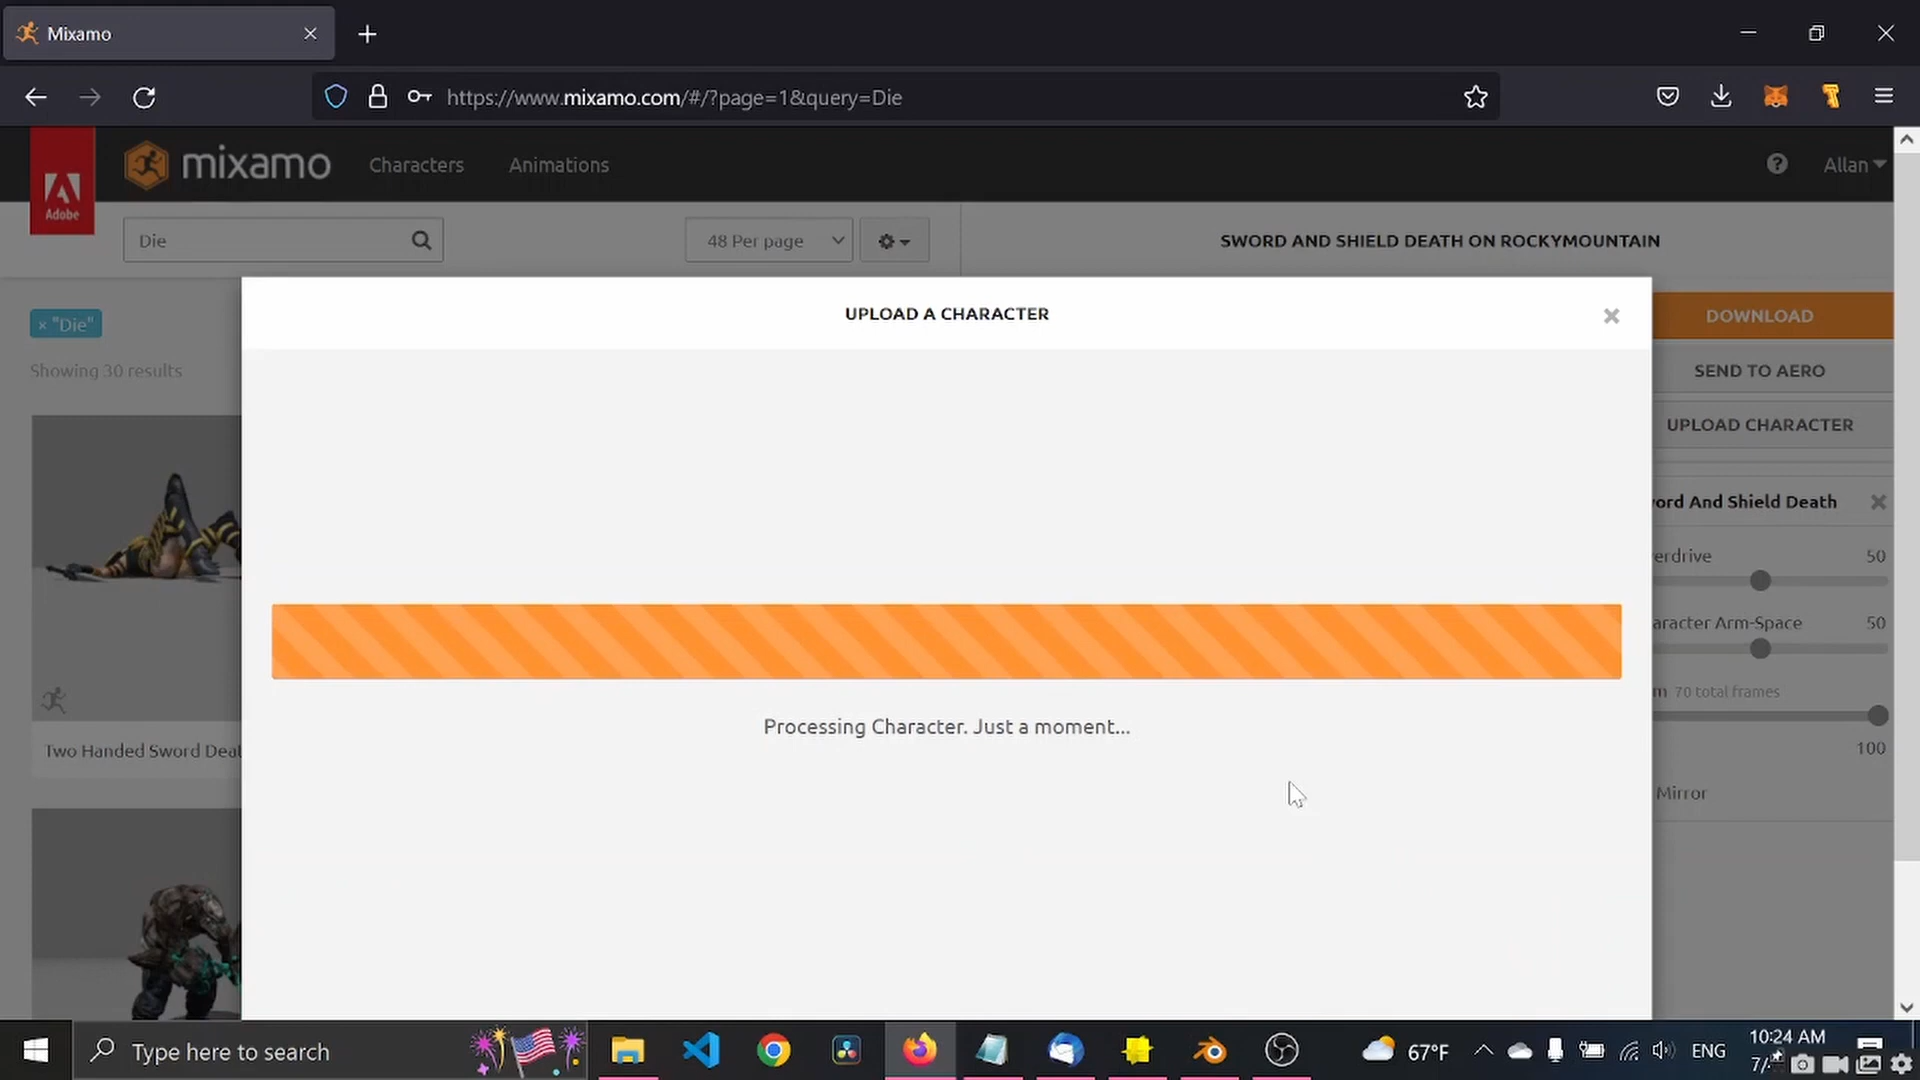 Mixamo
https://www.mixamo.com/#/?page=1&query=Die
Adobe
mixamo
Characters
Animations
Allan
Die
48 Per page
SWORD AND SHIELD DEATH ON ROCKYMOUNTAIN
UPLOAD A CHARACTER
× "Die"
Showing 30 results
DOWNLOAD
SEND TO AERO
UPLOAD CHARACTER
ord And Shield Death
erdrive 50
aracter Arm-Space 50
m 70 total frames
100
Mirror
Processing Character. Just a moment...
Two Handed Sword Deat
Type here to search
67°F
ENG
10:24 AM
7/